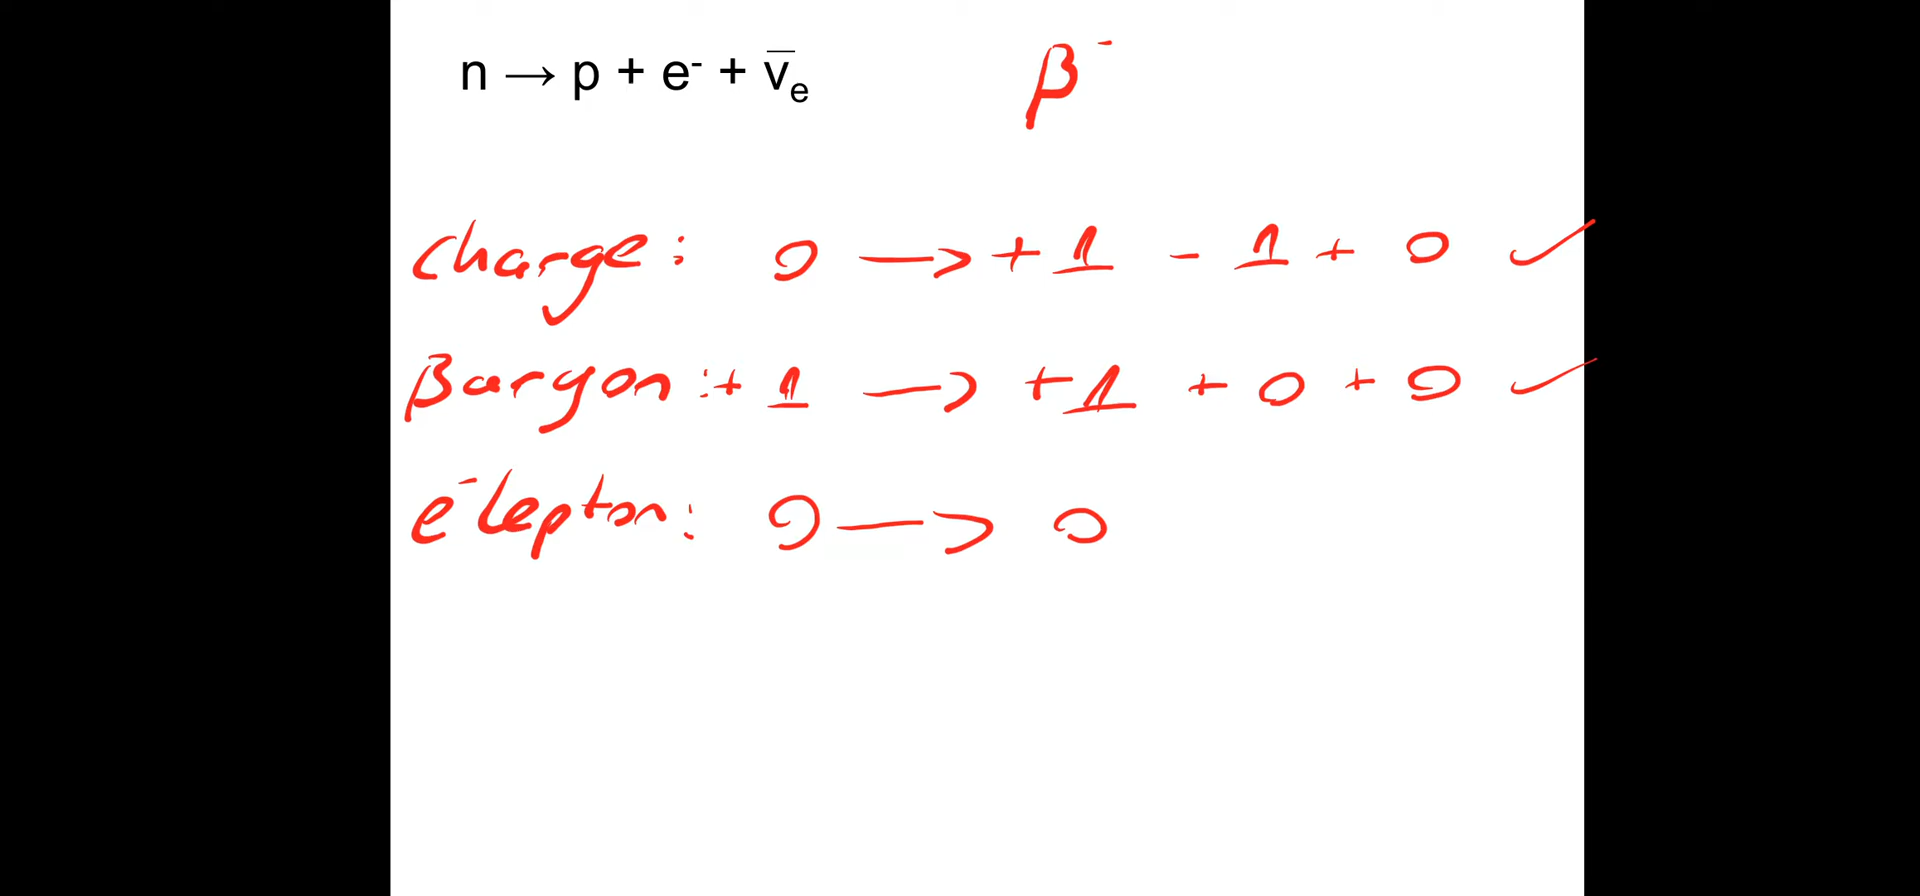 n → p + e⁻ + v̅ₑ β⁻
Charge: 0 → +1 - 1 + 0 ✓
Baryon: +1 → +1 + 0 + 0 ✓
e⁻ lepton: 0 → 0